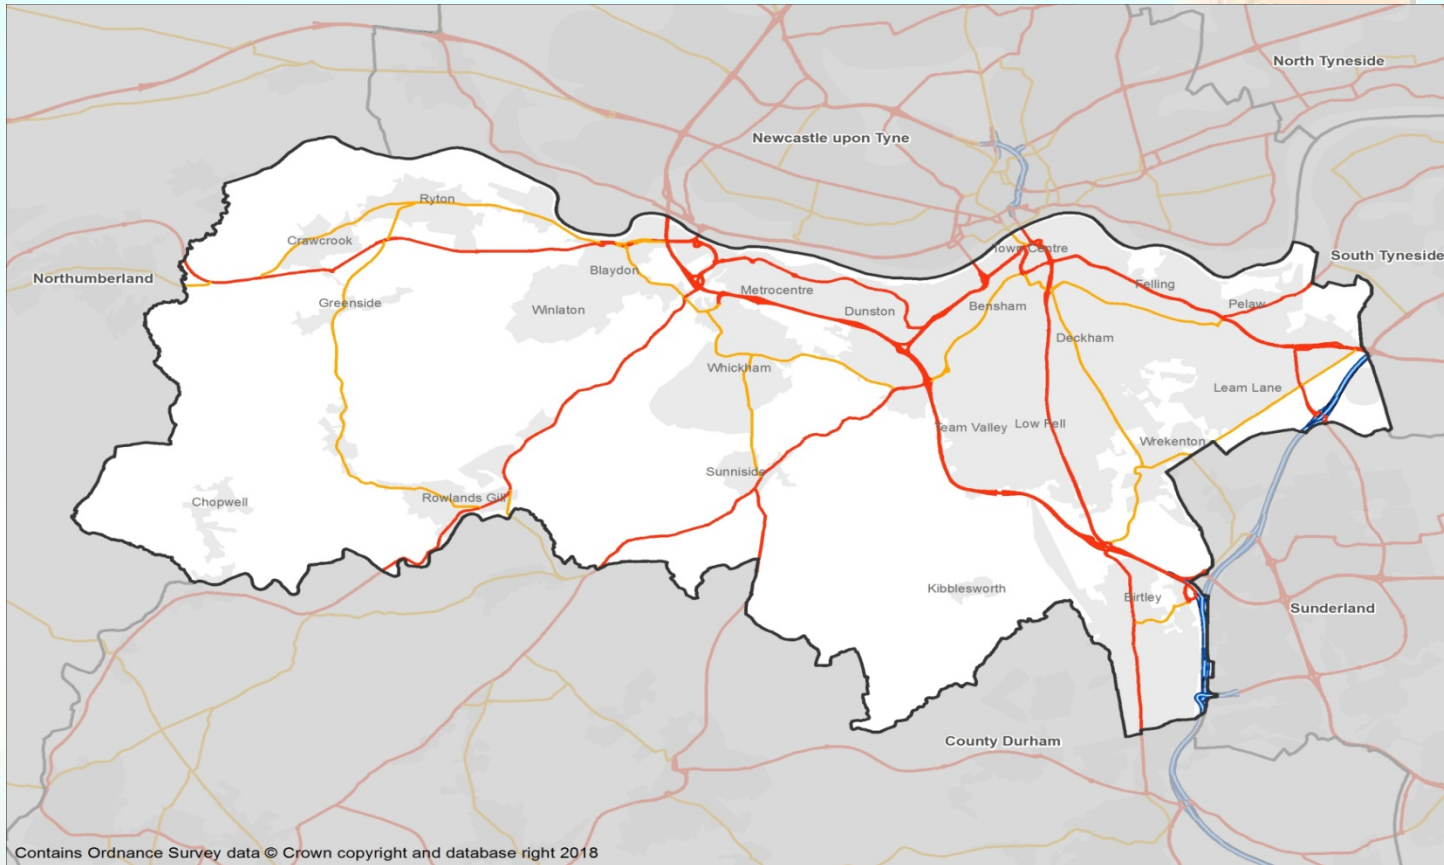 North Tyneside
Newcastle upon Tyne
Ryton
Crawcrook
Town Centre
South Tyneside
Northumberland
Blaydon
Metrocentre
Felling
Greenside
Winlaton
Dunston
Bensham
Pelaw
Deckham
Whickham
Leam Lane
Team Valley
Low Fell
Wrekenton
Sunniside
Chopwell
Rowlands Gill
Kibblesworth
Birtley
Sunderland
County Durham
Contains Ordnance Survey data © Crown copyright and database right 2018